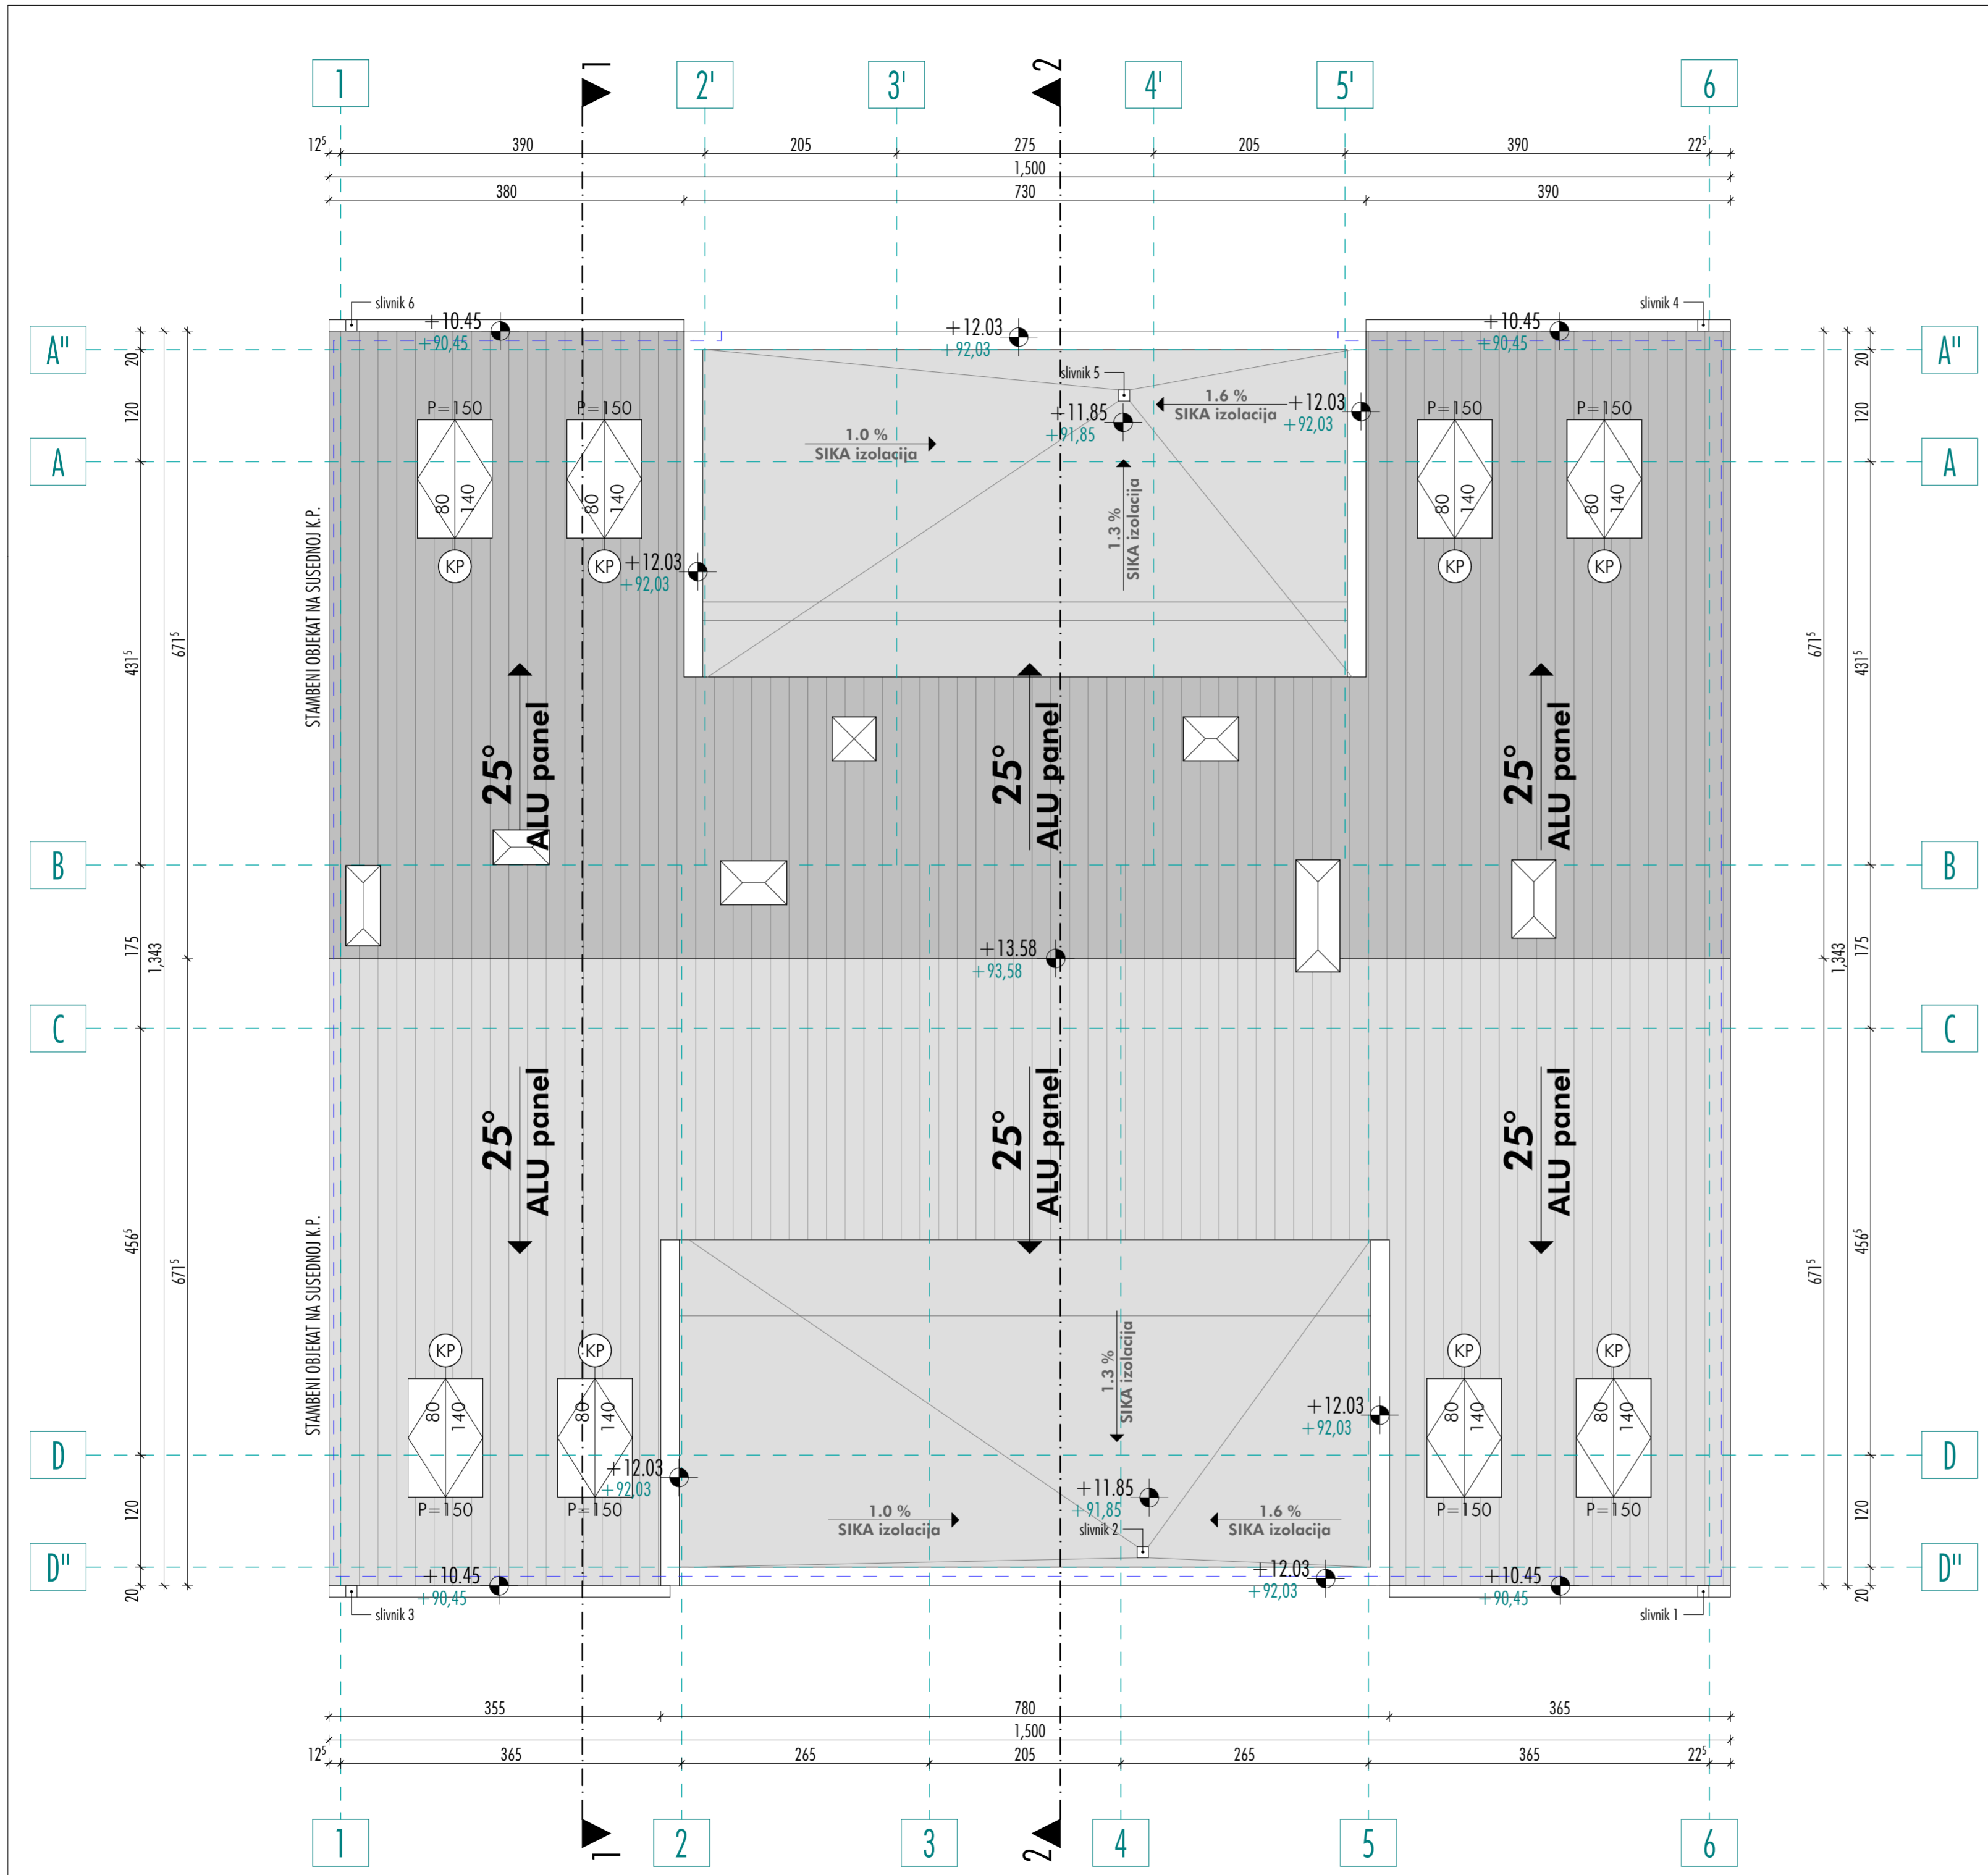 1
1
2'
3'
2
4'
5'
6
12⁵
390
205
275
205
390
22⁵
1,500
380
730
390
slivnik 6
+10.45
+90,45
+12.03
+92,03
+10.45
+90,45
slivnik 4
A"
A"
20
20
slivnik 5
1.6 %
SIKA izolacija
+12.03
+92,03
+11.85
+91,85
1.0 %
SIKA izolacija
1.3 %
SIKA izolacija
P=150
P=150
P=150
P=150
120
120
A
A
80
140
80
140
80
140
80
140
KP
KP
KP
KP
+12.03
+92,03
STAMBENI OBJEKAT NA SUSEDNOJ K.P.
431⁵
671⁵
671⁵
431⁵
25°
ALU panel
25°
ALU panel
25°
ALU panel
B
B
175
1,343
1,343
175
+13.58
+93,58
C
C
25°
ALU panel
25°
ALU panel
25°
ALU panel
STAMBENI OBJEKAT NA SUSEDNOJ K.P.
456⁵
671⁵
671⁵
456⁵
1.3 %
SIKA izolacija
KP
KP
KP
KP
80
140
80
140
80
140
80
140
+12.03
+92,03
D
D
+12.03
+92,03
+11.85
+91,85
P=150
P=150
P=150
P=150
120
120
1.0 %
SIKA izolacija
slivnik 2
1.6 %
SIKA izolacija
D"
D"
20
20
+10.45
+90,45
+12.03
+92,03
+10.45
+90,45
slivnik 3
slivnik 1
355
780
365
1,500
12⁵
365
265
205
265
365
22⁵
1
1
2
3
2
4
5
6